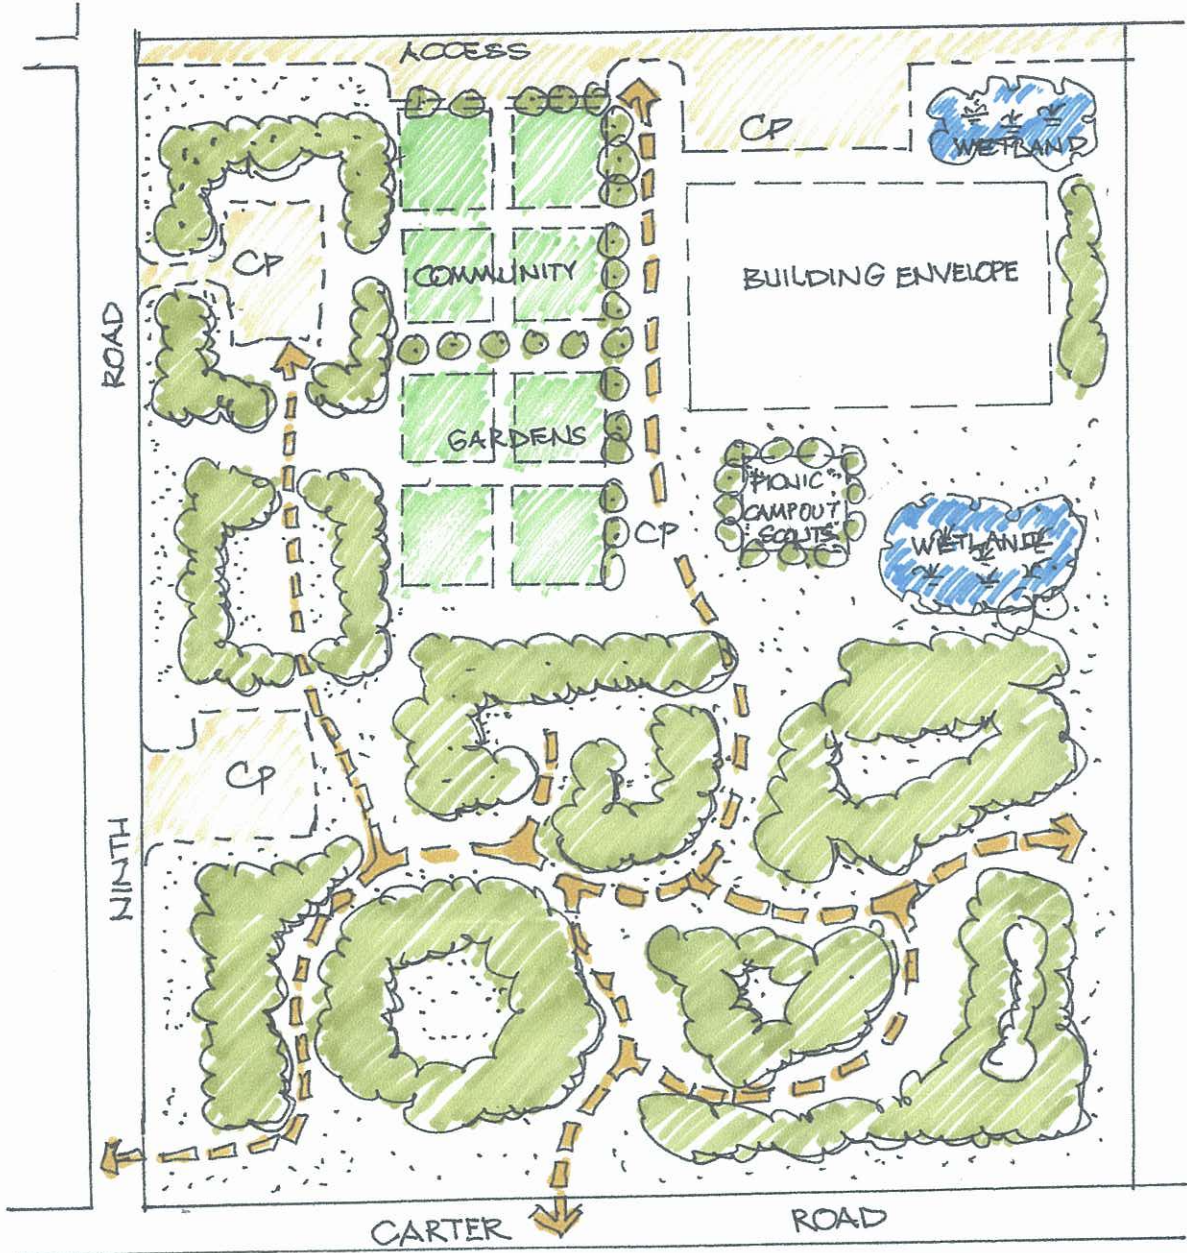 ACCESS
CP
WETLAND
CP
COMMUNITY
BUILDING ENVELOPE
ROAD
GARDENS
"PICNIC"
CAMPOUT
"SCOUTS"
CP
WETLAND
CP
NINTH
CARTER ROAD